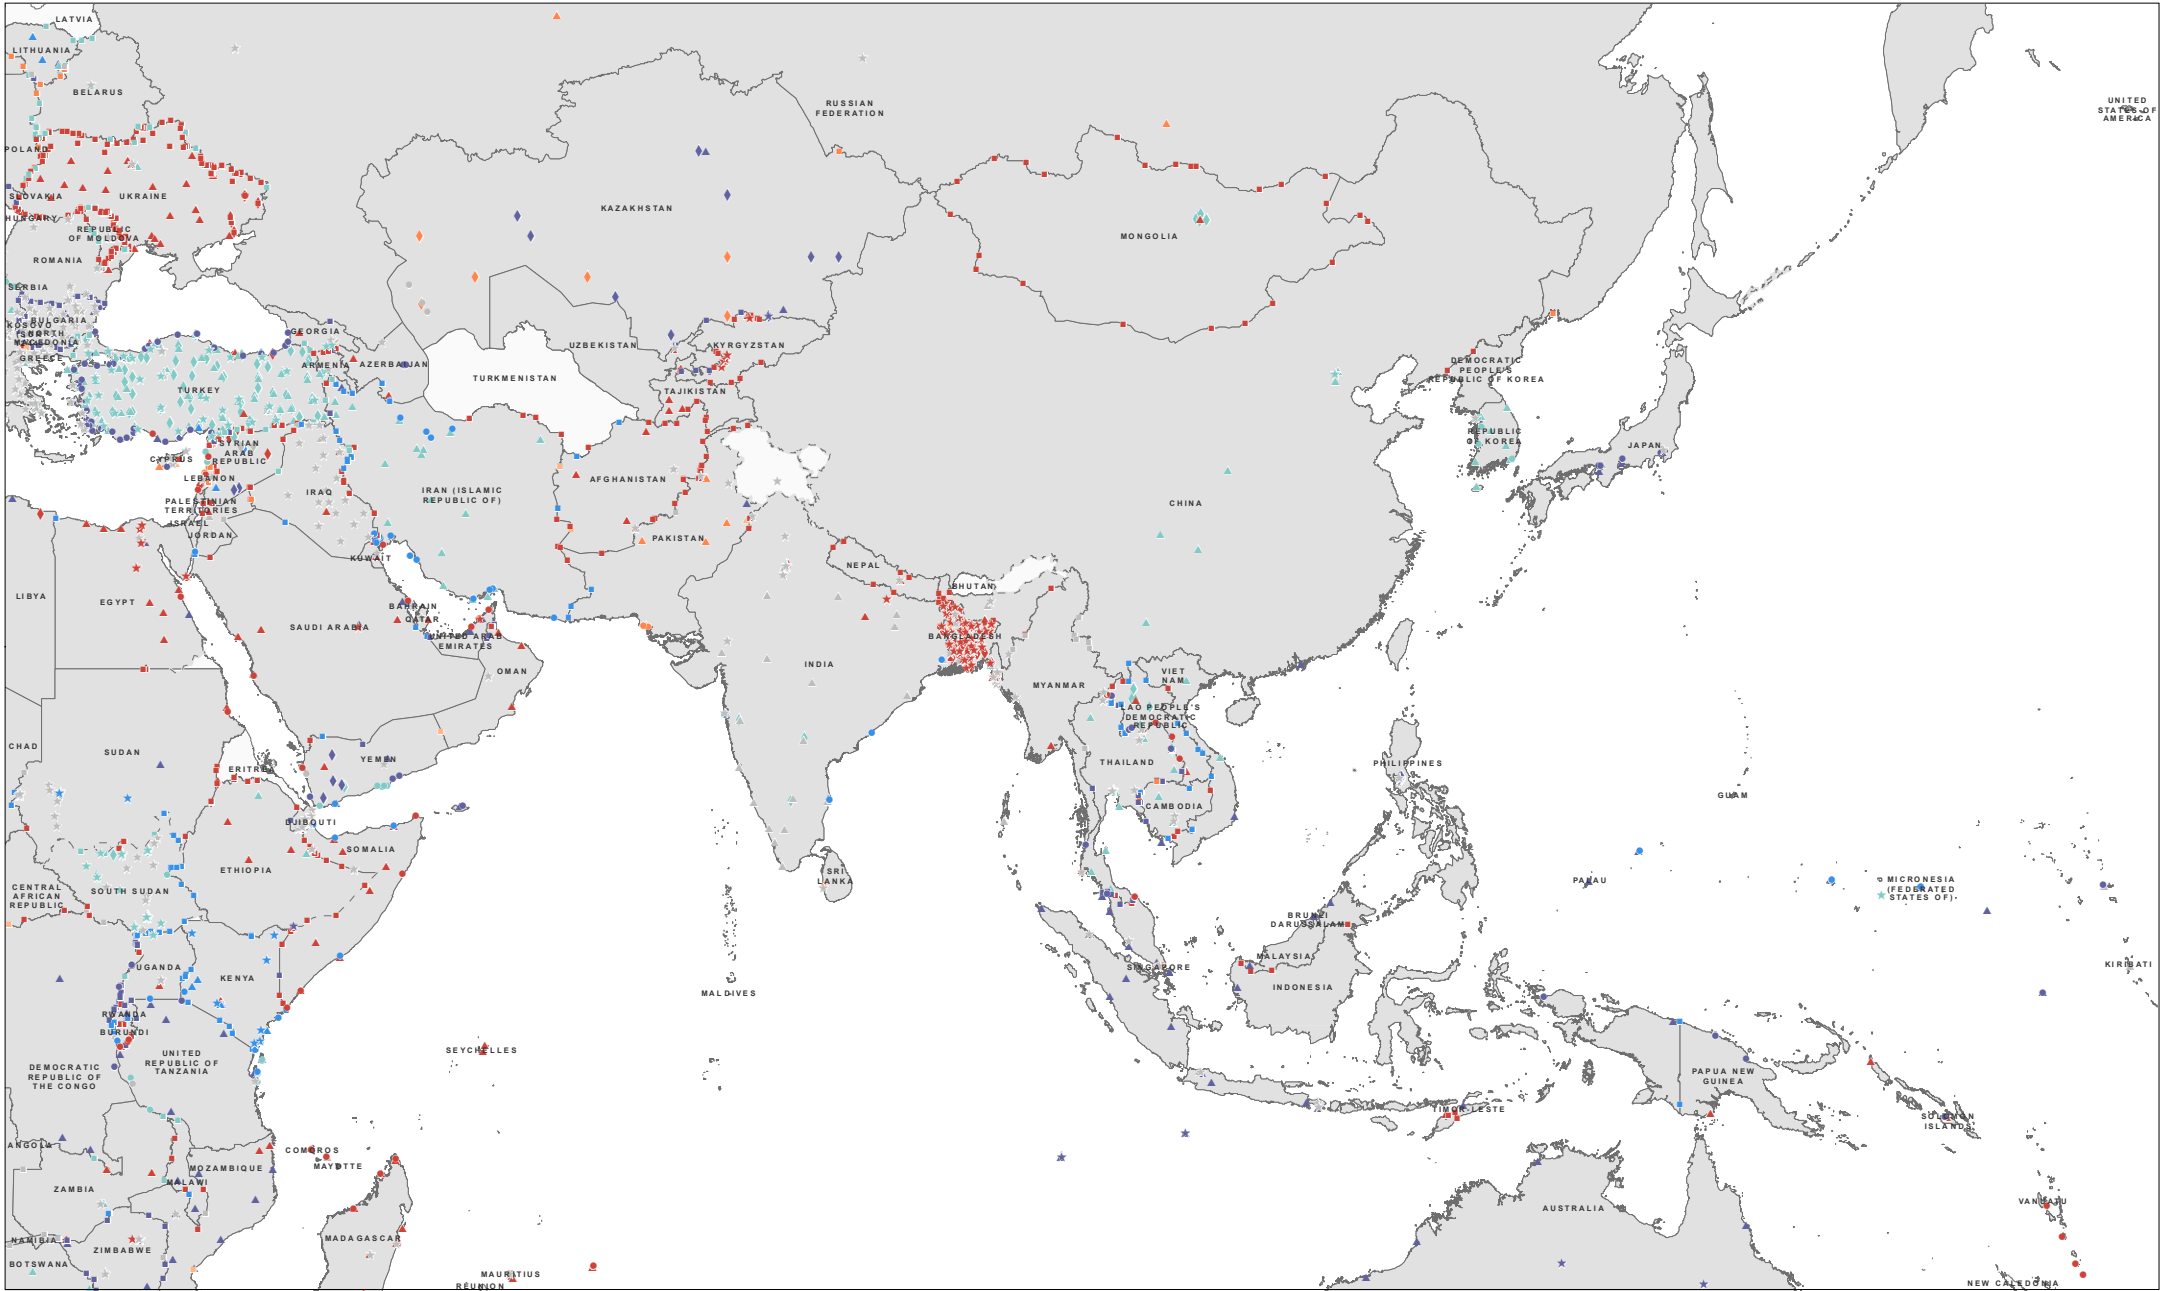 LATVIA
LITHUANIA
BELARUS
RUSSIAN
FEDERATION
UNITED
STATES OF
AMERICA
POLAND
SLOVAKIA
UKRAINE
HUNGARY
REPUBLIC
OF MOLDOVA
KAZAKHSTAN
MONGOLIA
ROMANIA
SERBIA
BULGARIA
KOSOVO
NORTH
MACEDONIA
GREECE
GEORGIA
ARMENIA
AZERBAIJAN
UZBEKISTAN
KYRGYZSTAN
TURKMENISTAN
TAJIKISTAN
TURKEY
DEMOCRATIC
PEOPLE'S
REPUBLIC OF KOREA
REPUBLIC
OF KOREA
JAPAN
CYPRUS
SYRIAN
ARAB
REPUBLIC
LEBANON
PALESTINIAN
TERRITORIES
ISRAEL
JORDAN
IRAQ
IRAN (ISLAMIC
REPUBLIC OF)
AFGHANISTAN
CHINA
KUWAIT
PAKISTAN
NEPAL
BHUTAN
LIBYA
EGYPT
SAUDI ARABIA
BAHRAIN
QATAR
UNITED ARAB
EMIRATES
OMAN
INDIA
BANGLADESH
MYANMAR
VIET
NAM
LAO PEOPLE'S
DEMOCRATIC
REPUBLIC
THAILAND
CAMBODIA
PHILIPPINES
GUAM
CHAD
SUDAN
ERITREA
YEMEN
DJIBOUTI
SOMALIA
ETHIOPIA
CENTRAL
AFRICAN
REPUBLIC
SOUTH SUDAN
SRI
LANKA
PALAU
MICRONESIA
(FEDERATED
STATES OF)
BRUNEI
DARUSSALAM
MALAYSIA
SINGAPORE
INDONESIA
KIRIBATI
UGANDA
KENYA
MALDIVES
RWANDA
BURUNDI
DEMOCRATIC
REPUBLIC OF
THE CONGO
UNITED
REPUBLIC OF
TANZANIA
SEYCHELLES
PAPUA NEW
GUINEA
TIMOR-LESTE
SOLOMON
ISLANDS
ANGOLA
COMOROS
MAYOTTE
ZAMBIA
MOZAMBIQUE
MALAWI
AUSTRALIA
VANUATU
NAMIBIA
ZIMBABWE
MADAGASCAR
BOTSWANA
MAURITIUS
RÉUNION
NEW CALEDONIA